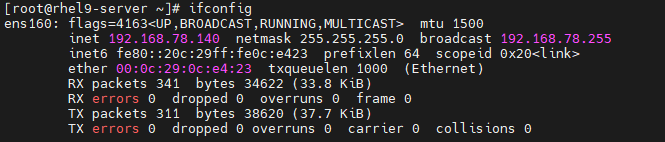 [root@rhel9-server ~]# ifconfig
ens160: flags=4163<UP,BROADCAST,RUNNING,MULTICAST>  mtu 1500
        inet 192.168.78.140  netmask 255.255.255.0  broadcast 192.168.78.255
        inet6 fe80::20c:29ff:fe0c:e423  prefixlen 64  scopeid 0x20<link>
        ether 00:0c:29:0c:e4:23  txqueuelen 1000  (Ethernet)
        RX packets 341  bytes 34622 (33.8 KiB)
        RX errors 0  dropped 0  overruns 0  frame 0
        TX packets 311  bytes 38620 (37.7 KiB)
        TX errors 0  dropped 0 overruns 0  carrier 0  collisions 0